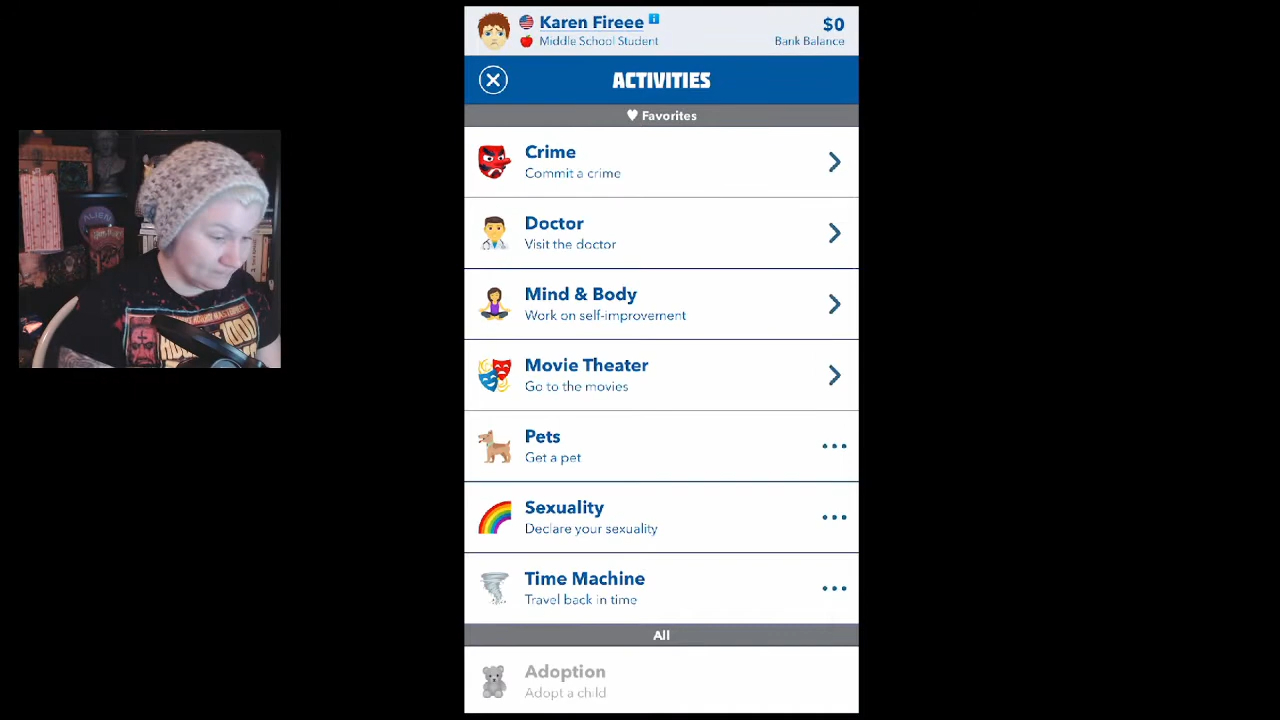 Karen Fireee
Middle School Student
$0
Bank Balance
ACTIVITIES
Favorites
Crime
Commit a crime
Doctor
Visit the doctor
Mind & Body
Work on self-improvement
Movie Theater
Go to the movies
Pets
Get a pet
Sexuality
Declare your sexuality
Time Machine
Travel back in time
All
Adoption
Adopt a child
ALIEN